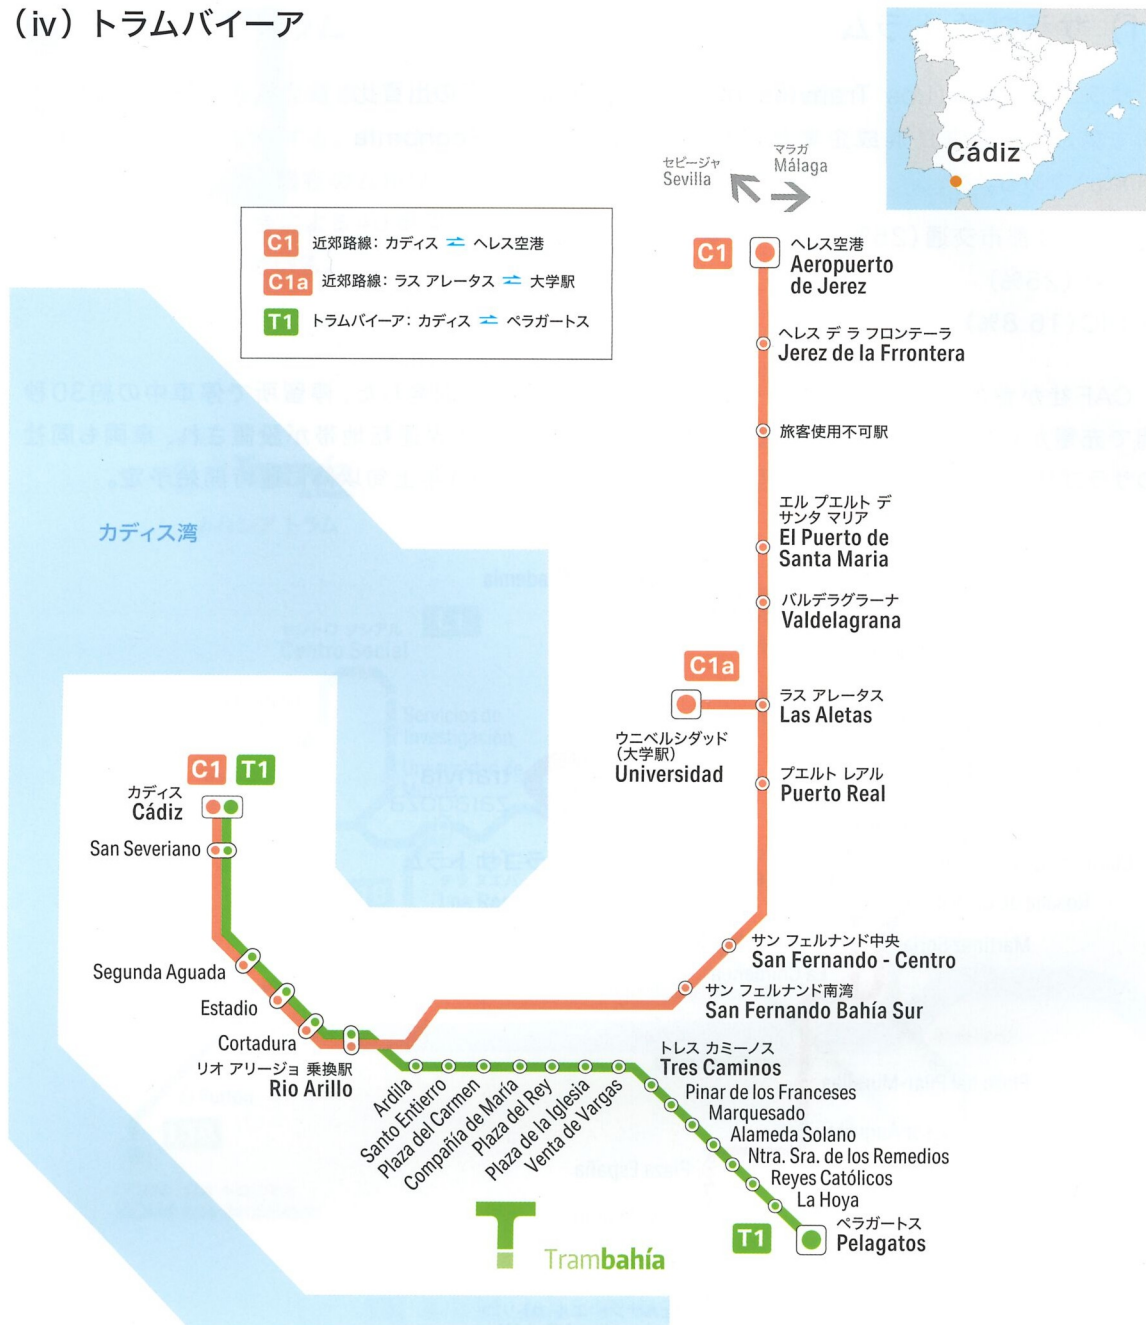 (iv) トラムバイーア
Cádiz
セビージャ
Sevilla
マラガ
Málaga
C1 近郊路線: カディス ⇌ ヘレス空港
C1a 近郊路線: ラス アレータス ⇌ 大学駅
T1 トラムバイーア: カディス ⇌ ペラガートス
C1
ヘレス空港
Aeropuerto
de Jerez
ヘレス デ ラ フロンテーラ
Jerez de la Frrontera
旅客使用不可駅
エル プエルト デ
サンタ マリア
El Puerto de
Santa Maria
カディス湾
バルデラグラーナ
Valdelagrana
C1a
ラス アレータス
Las Aletas
ウニベルシダッド
(大学駅)
Universidad
プエルト レアル
Puerto Real
C1 T1
カディス
Cádiz
San Severiano
Segunda Aguada
Estadio
Cortadura
リオ アリージョ 乗換駅
Rio Arillo
サン フェルナンド中央
San Fernando - Centro
サン フェルナンド南湾
San Fernando Bahía Sur
Ardila
Santo Entierro
Plaza del Carmen
Compañía de María
Plaza del Rey
Plaza de la Iglesia
Venta de Vargas
トレス カミーノス
Tres Caminos
Pinar de los Franceses
Marquesado
Alameda Solano
Ntra. Sra. de los Remedios
Reyes Católicos
La Hoya
T1
ペラガートス
Pelagatos
Trambahía